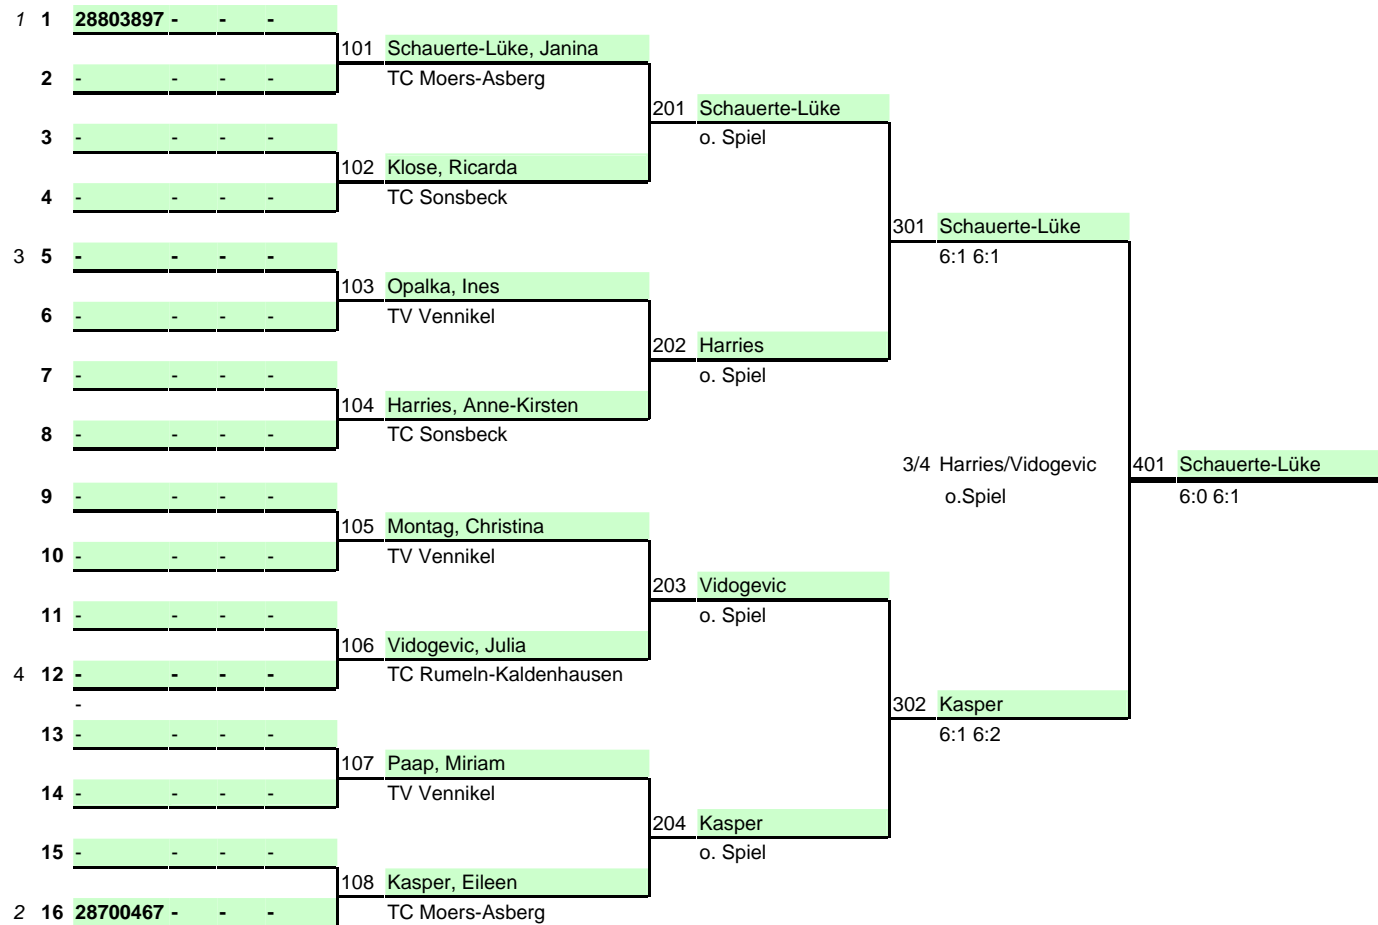 1 1 28803897 - - -
101 Schauerte-Lüke, Janina
2 - - - - TC Moers-Asberg
201 Schauerte-Lüke
3 - - - - o. Spiel
102 Klose, Ricarda
4 - - - - TC Sonsbeck
301 Schauerte-Lüke
3 5 - - - - 6:1 6:1
103 Opalka, Ines
6 - - - - TV Vennikel
202 Harries
7 - - - - o. Spiel
104 Harries, Anne-Kirsten
8 - - - - TC Sonsbeck
3/4 Harries/Vidogevic 401 Schauerte-Lüke
9 - - - - o.Spiel 6:0 6:1
105 Montag, Christina
10 - - - - TV Vennikel
203 Vidogevic
11 - - - - o. Spiel
106 Vidogevic, Julia
4 12 - - - - TC Rumeln-Kaldenhausen
- 302 Kasper
13 - - - - 6:1 6:2
107 Paap, Miriam
14 - - - - TV Vennikel
204 Kasper
15 - - - - o. Spiel
108 Kasper, Eileen
2 16 28700467 - - - TC Moers-Asberg